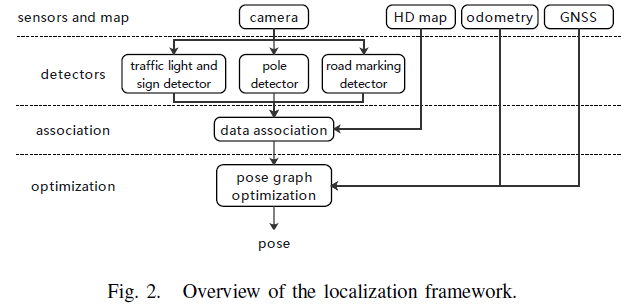 sensors and map
camera
HD map
odometry
GNSS
detectors
traffic light and
sign detector
pole
detector
road marking
detector
association
data association
optimization
pose graph
optimization
pose
Fig. 2. Overview of the localization framework.